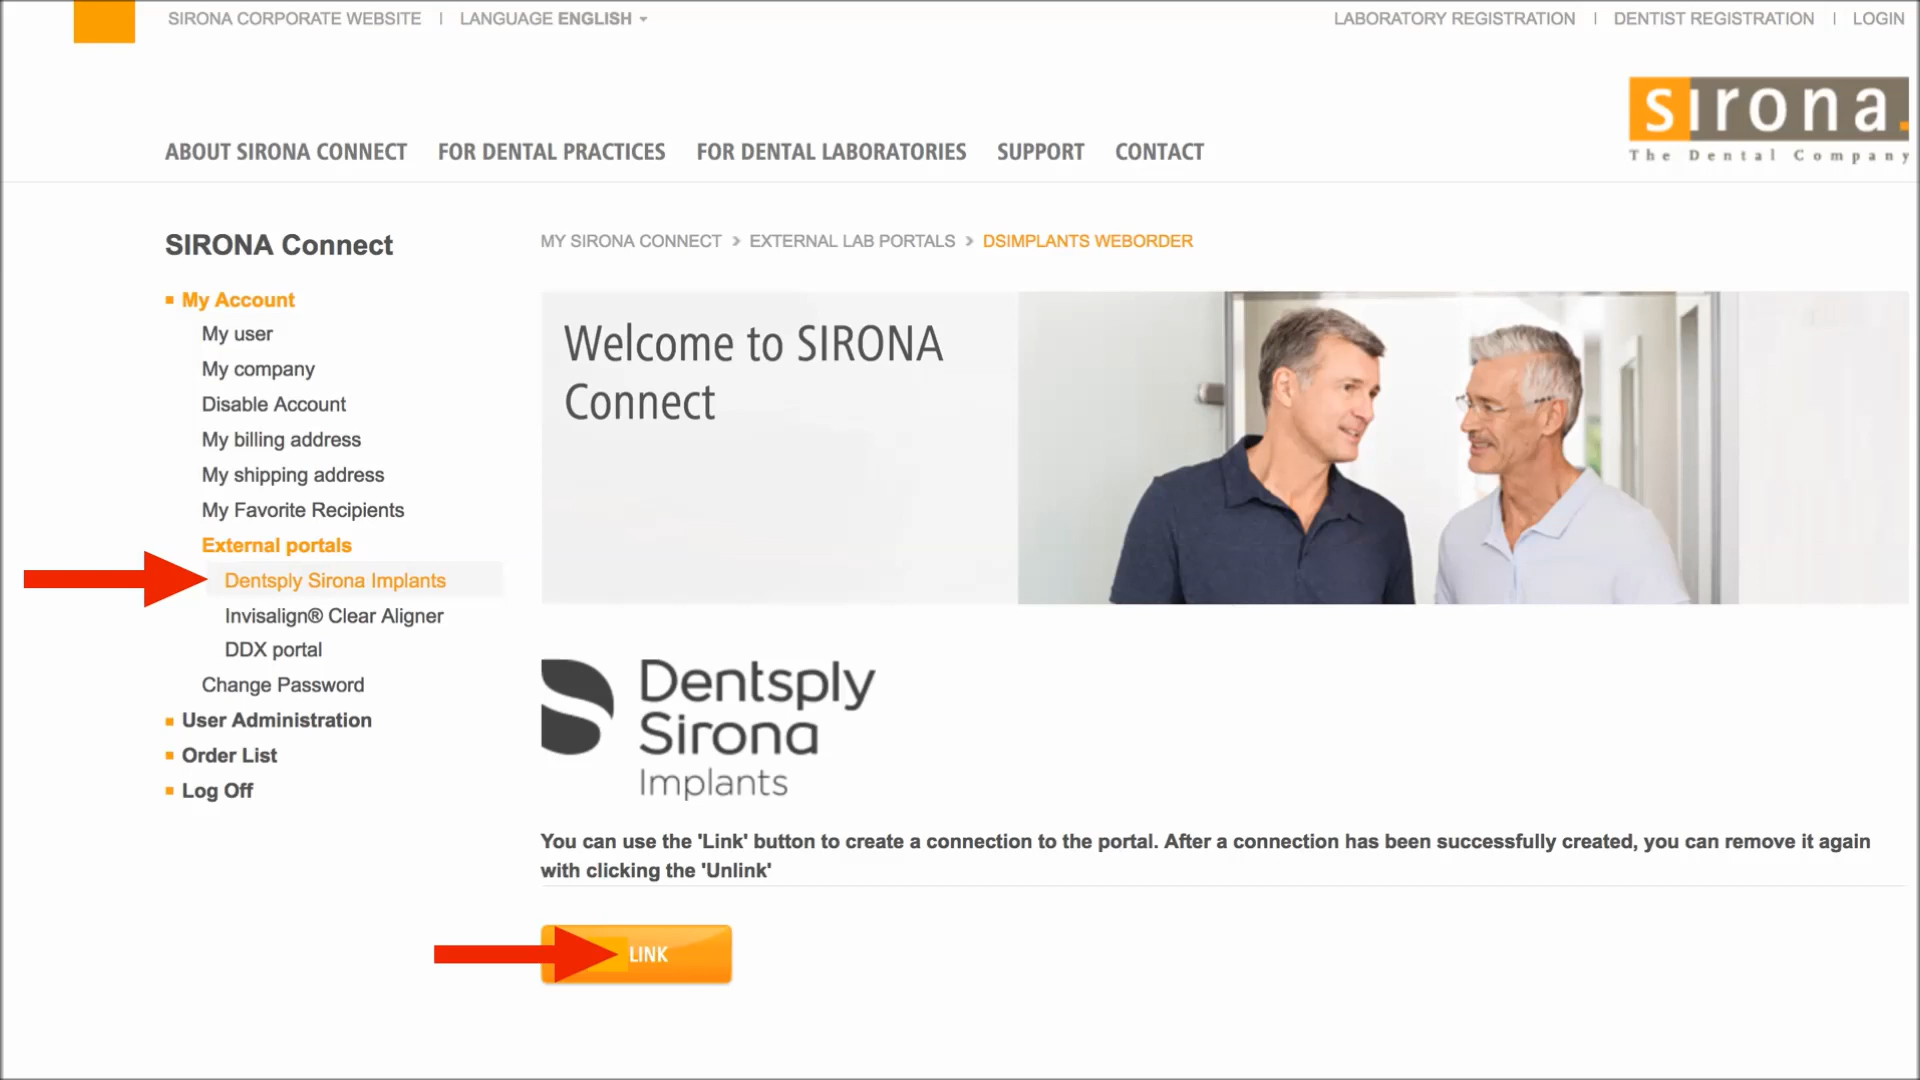 SIRONA CORPORATE WEBSITE | LANGUAGE ENGLISH
LABORATORY REGISTRATION | DENTIST REGISTRATION | LOGIN
sirona.
The Dental Company
ABOUT SIRONA CONNECT FOR DENTAL PRACTICES FOR DENTAL LABORATORIES SUPPORT CONTACT
SIRONA Connect
My Account
My user
My company
Disable Account
My billing address
My shipping address
My Favorite Recipients
External portals
Dentsply Sirona Implants
Invisalign® Clear Aligner
DDX portal
Change Password
User Administration
Order List
Log Off
MY SIRONA CONNECT > EXTERNAL LAB PORTALS > DSIMPLANTS WEBORDER
Welcome to SIRONA
Connect
Dentsply
Sirona
Implants
You can use the 'Link' button to create a connection to the portal. After a connection has been successfully created, you can remove it again
with clicking the 'Unlink'
LINK